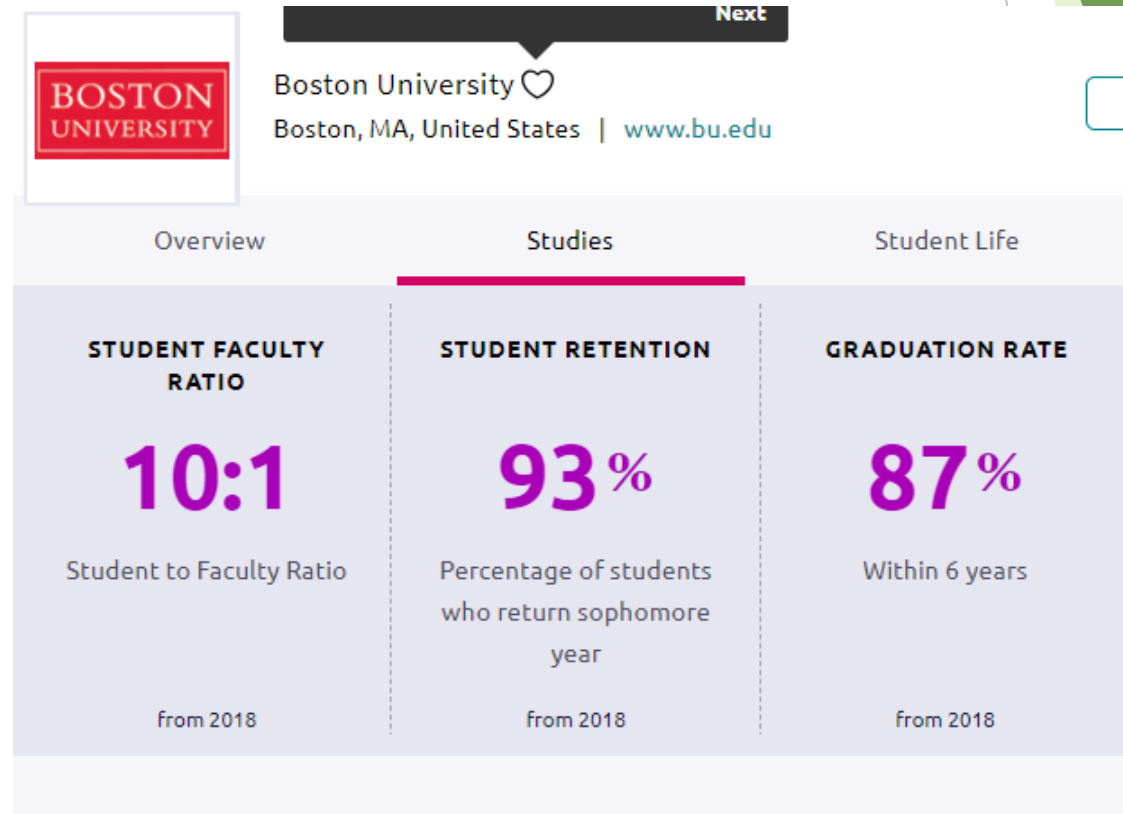 Next
BOSTON
UNIVERSITY
Boston University
Boston, MA, United States | www.bu.edu
Overview
Studies
Student Life
STUDENT FACULTY
RATIO
10:1
Student to Faculty Ratio
from 2018
STUDENT RETENTION
93%
Percentage of students
who return sophomore
year
from 2018
GRADUATION RATE
87%
Within 6 years
from 2018